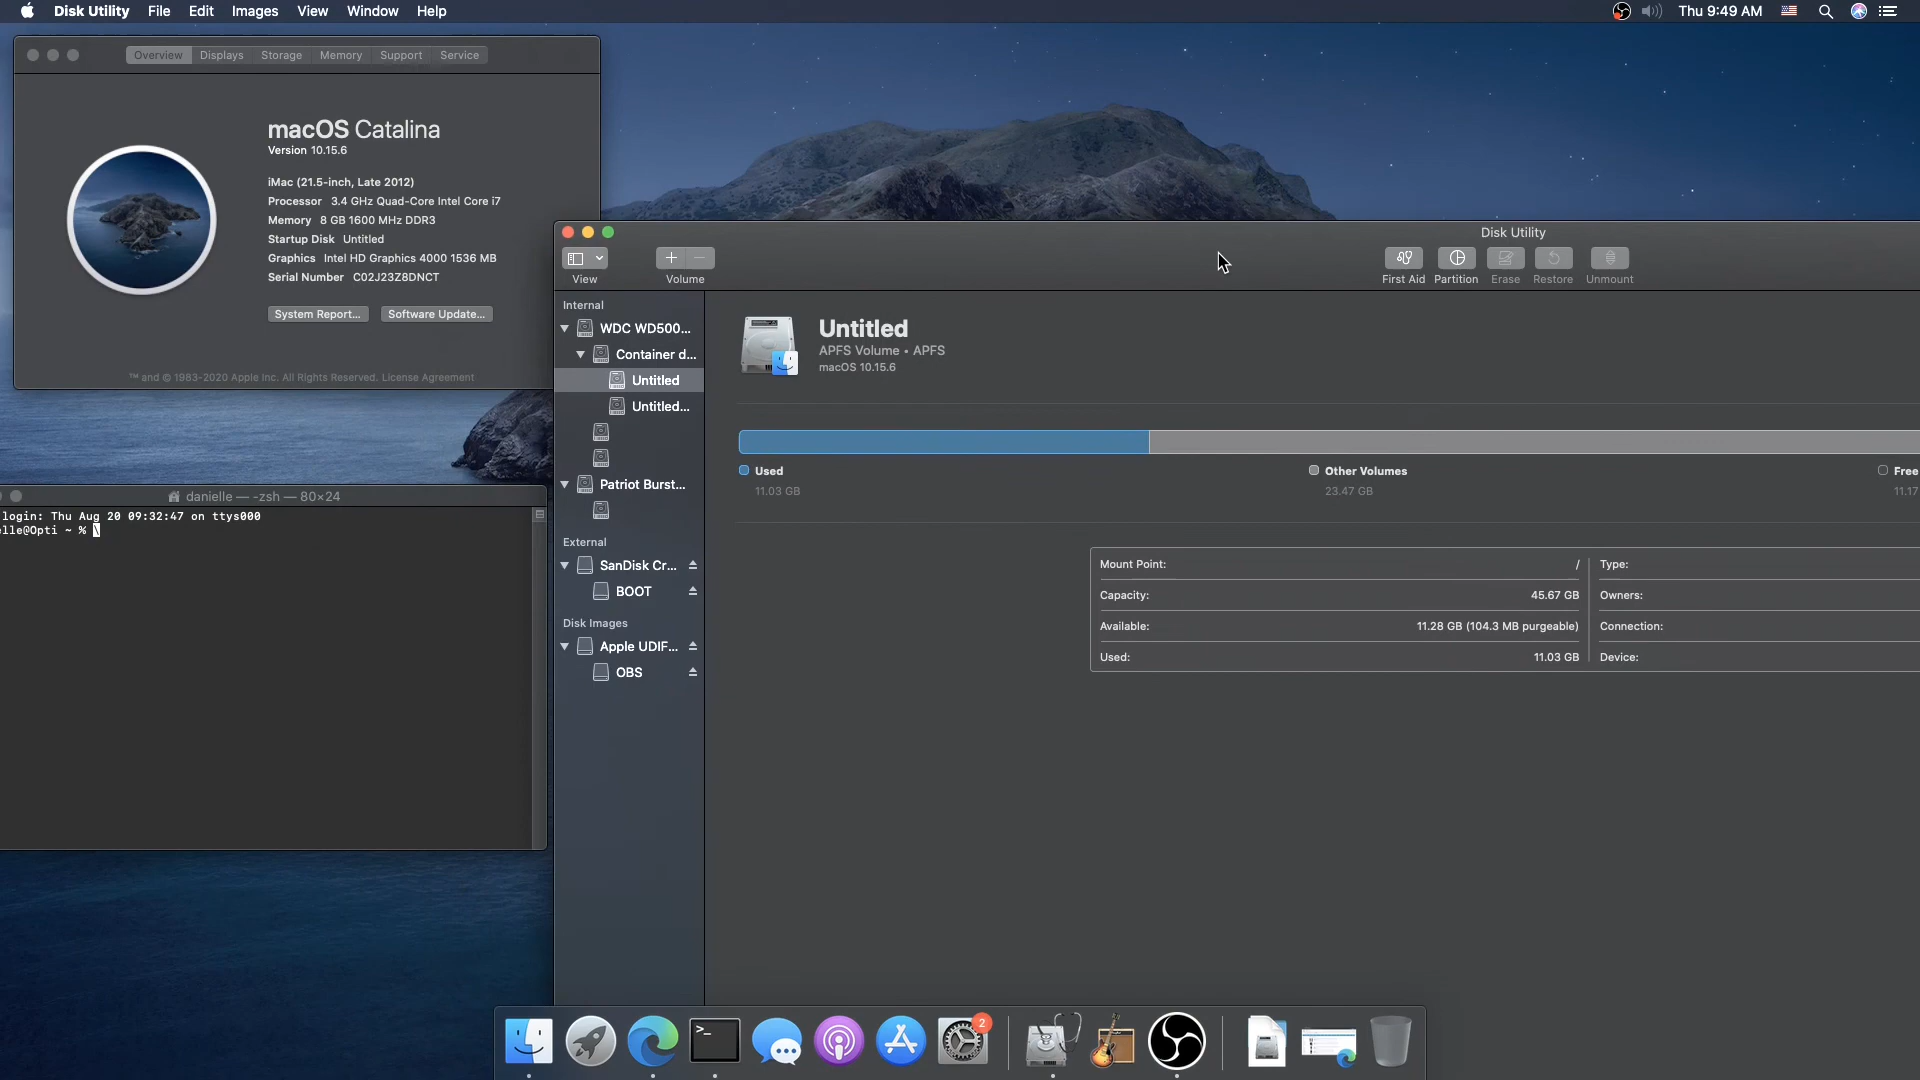 Disk Utility File Edit Images View Window Help
Thu 9:49 AM
Overview Displays Storage Memory Support Service
macOS Catalina
Version 10.15.6
iMac (21.5-inch, Late 2012)
Processor 3.4 GHz Quad-Core Intel Core i7
Memory 8 GB 1600 MHz DDR3
Startup Disk Untitled
Graphics Intel HD Graphics 4000 1536 MB
Serial Number C02J23Z8DNCT
System Report... Software Update...
™ and © 1983-2020 Apple Inc. All Rights Reserved. License Agreement
danielle — -zsh — 80×24
login: Thu Aug 20 09:32:47 on ttys000
elle@Opti ~ % \
Disk Utility
View Volume First Aid Partition Erase Restore Unmount
Internal
WDC WD500...
Container d...
Untitled
Untitled...
Patriot Burst...
External
SanDisk Cr...
BOOT
Disk Images
Apple UDIF...
OBS
Untitled
APFS Volume • APFS
macOS 10.15.6
Used
11.03 GB
Other Volumes
23.47 GB
Free
11.17
Mount Point: /
Capacity: 45.67 GB
Available: 11.28 GB (104.3 MB purgeable)
Used: 11.03 GB
Type:
Owners:
Connection:
Device:
>_
2